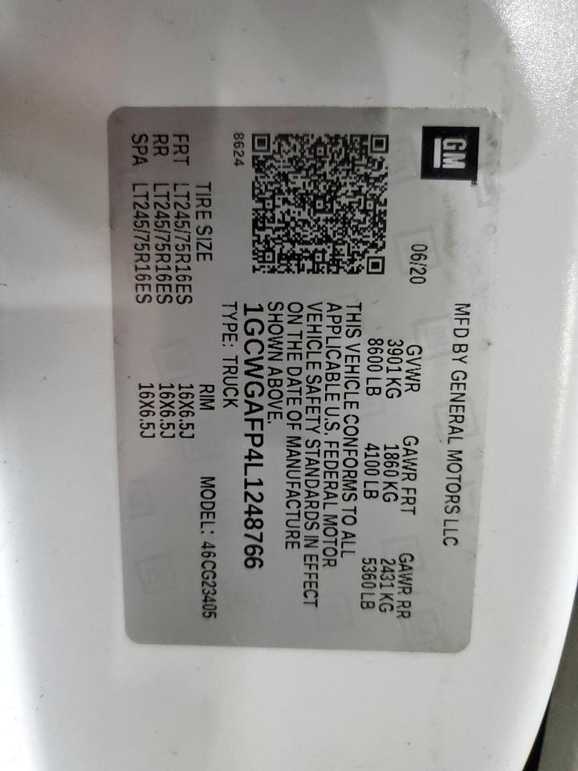 GM
MFD BY GENERAL MOTORS LLC
06/20
GVWR GAWR FRT GAWR RR
3901 KG 1860 KG 2431 KG
8600 LB 4100 LB 5360 LB
THIS VEHICLE CONFORMS TO ALL
APPLICABLE U.S. FEDERAL MOTOR
VEHICLE SAFETY STANDARDS IN EFFECT
ON THE DATE OF MANUFACTURE
SHOWN ABOVE.
1GCWGAFP4L1248766
8624
TYPE: TRUCK
MODEL: 46CG23405
TIRE SIZE RIM
FRT LT245/75R16ES 16X6.5J
RR LT245/75R16ES 16X6.5J
SPA LT245/75R16ES 16X6.5J